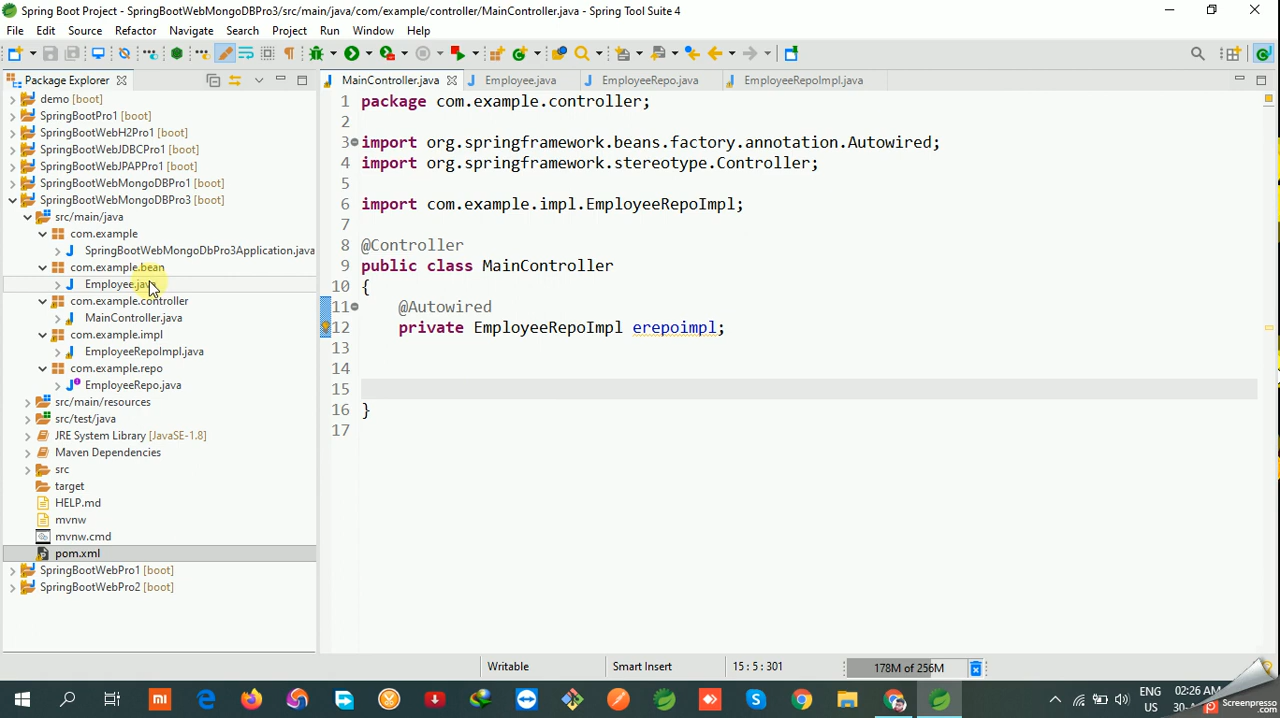 Spring Boot Project - SpringBootWebMongoDBPro3/src/main/java/com/example/controller/MainController.java - Spring Tool Suite 4
File Edit Source Refactor Navigate Search Project Run Window Help
Package Explorer
MainController.java
Employee.java
EmployeeRepo.java
EmployeeRepoImpl.java
demo [boot]
SpringBootPro1 [boot]
SpringBootWebH2Pro1 [boot]
SpringBootWebJDBCPro1 [boot]
SpringBootWebJPAPPro1 [boot]
SpringBootWebMongoDBPro1 [boot]
SpringBootWebMongoDBPro3 [boot]
src/main/java
com.example
SpringBootWebMongoDbPro3Application.java
com.example.bean
Employee.java
com.example.controller
MainController.java
com.example.impl
EmployeeRepoImpl.java
com.example.repo
EmployeeRepo.java
src/main/resources
src/test/java
JRE System Library [JavaSE-1.8]
Maven Dependencies
src
target
HELP.md
mvnw
mvnw.cmd
pom.xml
SpringBootWebPro1 [boot]
SpringBootWebPro2 [boot]
1 package com.example.controller;
2
3 import org.springframework.beans.factory.annotation.Autowired;
4 import org.springframework.stereotype.Controller;
5
6 import com.example.impl.EmployeeRepoImpl;
7
8 @Controller
9 public class MainController
10 {
11 @Autowired
12 private EmployeeRepoImpl erepoimpl;
13
14
15
16 }
17
Writable
Smart Insert
15 : 5 : 301
178M of 256M
ENG
US
02:26 AM
Screenpresso
.com